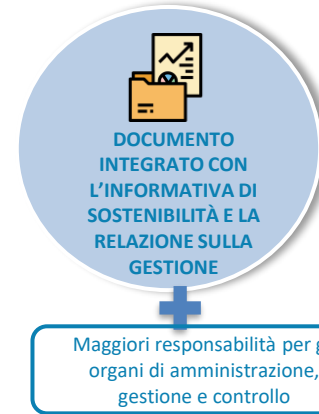 DOCUMENTO
INTEGRATO CON
L’INFORMATIVA DI
SOSTENIBILITÀ E LA
RELAZIONE SULLA
GESTIONE
Maggiori responsabilità per
organi di amministrazione,
gestione e controllo